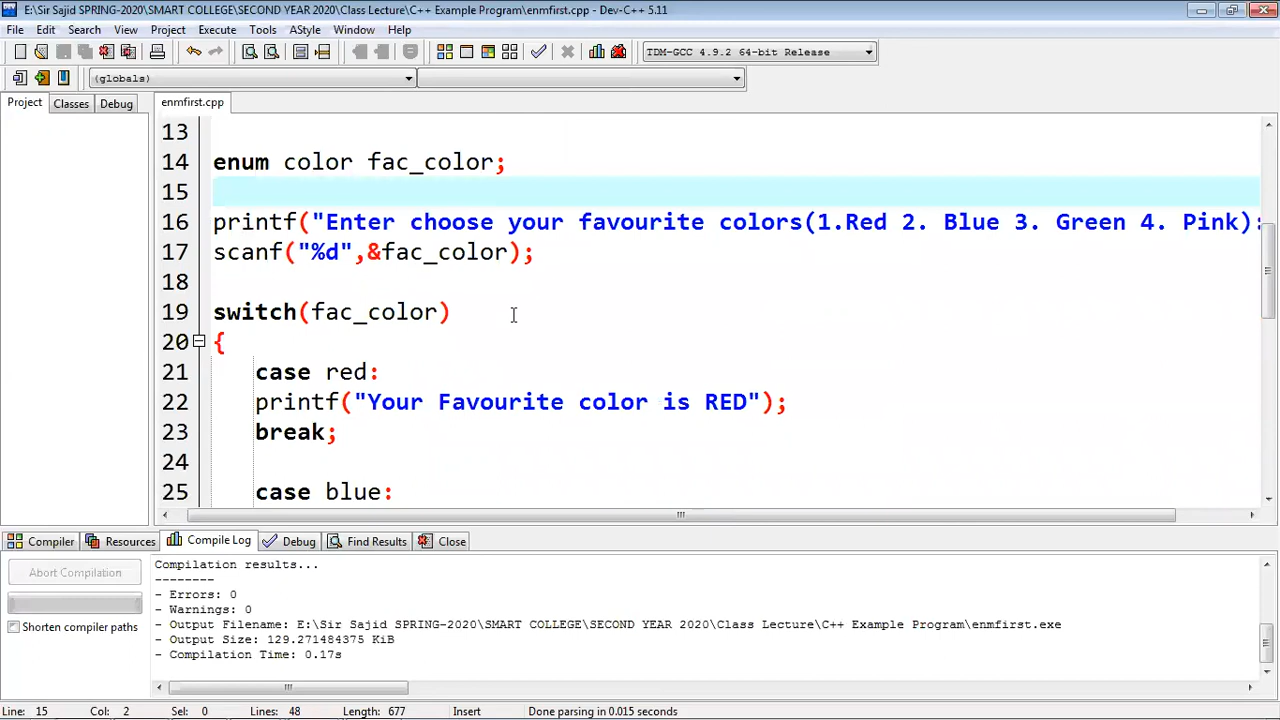 E:\Sir Sajid SPRING-2020\SMART COLLEGE\SECOND YEAR 2020\Class Lecture\C++ Example Program\enmfirst.cpp - Dev-C++ 5.11
File Edit Search View Project Execute Tools AStyle Window Help
TDM-GCC 4.9.2 64-bit Release
(globals)
Project Classes Debug enmfirst.cpp
13
14 enum color fac_color;
15
16 printf("Enter choose your favourite colors(1.Red 2. Blue 3. Green 4. Pink):
17 scanf("%d",&fac_color);
18
19 switch(fac_color)
20 {
21 case red:
22 printf("Your Favourite color is RED");
23 break;
24
25 case blue:
Compiler Resources Compile Log Debug Find Results Close
Abort Compilation
Shorten compiler paths
Compilation results...
--------
- Errors: 0
- Warnings: 0
- Output Filename: E:\Sir Sajid SPRING-2020\SMART COLLEGE\SECOND YEAR 2020\Class Lecture\C++ Example Program\enmfirst.exe
- Output Size: 129.271484375 KiB
- Compilation Time: 0.17s
Line: 15 Col: 2 Sel: 0 Lines: 48 Length: 677 Insert Done parsing in 0.015 seconds